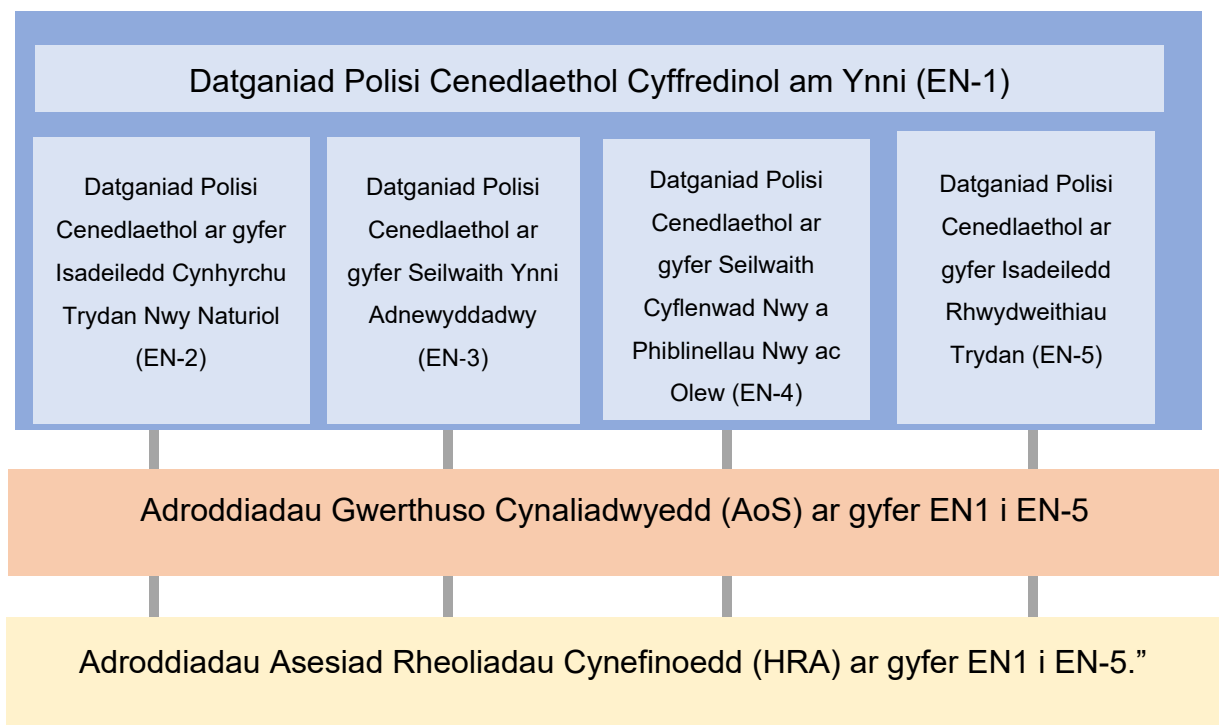 Datganiad Polisi Cenedlaethol Cyffredinol am Ynni (EN-1)
Datganiad Polisi
Cenedlaethol ar gyfer
Isadeiledd Cynhyrchu
Trydan Nwy Naturiol
(EN-2)
Datganiad Polisi
Cenedlaethol ar
gyfer Seilwaith Ynni
Adnewyddadwy
(EN-3)
Datganiad Polisi
Cenedlaethol ar
gyfer Seilwaith
Cyflenwad Nwy a
Phiblinellau Nwy ac
Olew (EN-4)
Datganiad Polisi
Cenedlaethol ar
gyfer Isadeiledd
Rhwydweithiau
Trydan (EN-5)
Adroddiadau Gwerthuso Cynaliadwyedd (AoS) ar gyfer EN1 i EN-5
Adroddiadau Asesiad Rheoliadau Cynefinoedd (HRA) ar gyfer EN1 i EN-5.”